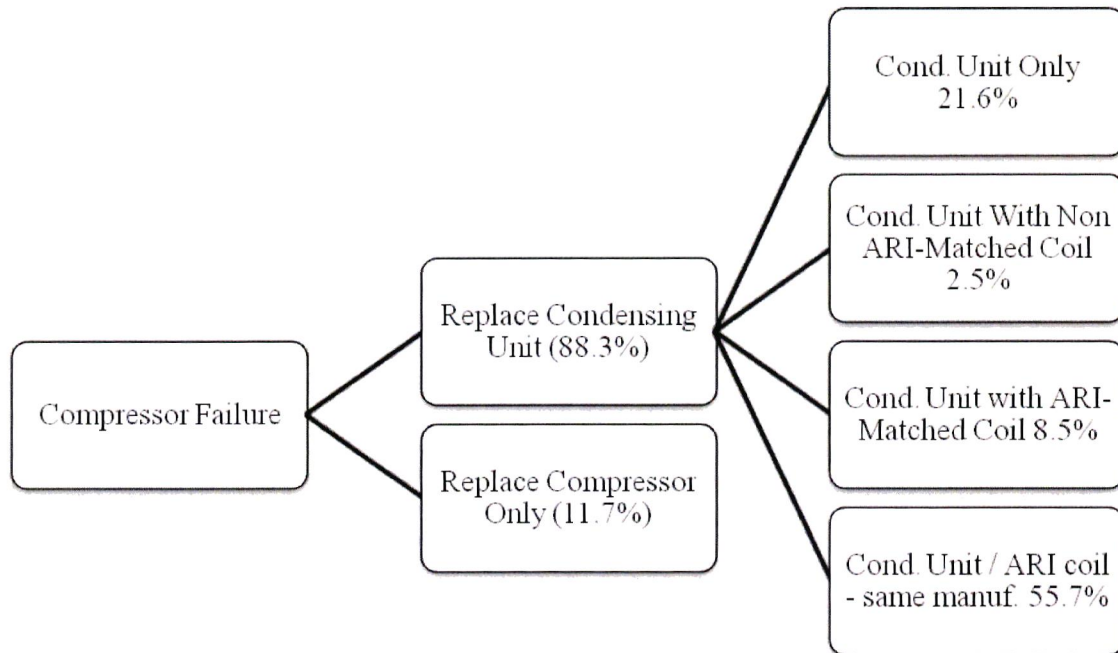 Compressor Failure
Replace Condensing
Unit (88.3%)
Replace Compressor
Only (11.7%)
Cond. Unit Only
21.6%
Cond. Unit With Non
ARI-Matched Coil
2.5%
Cond. Unit with ARI-
Matched Coil 8.5%
Cond. Unit / ARI coil
- same manuf. 55.7%